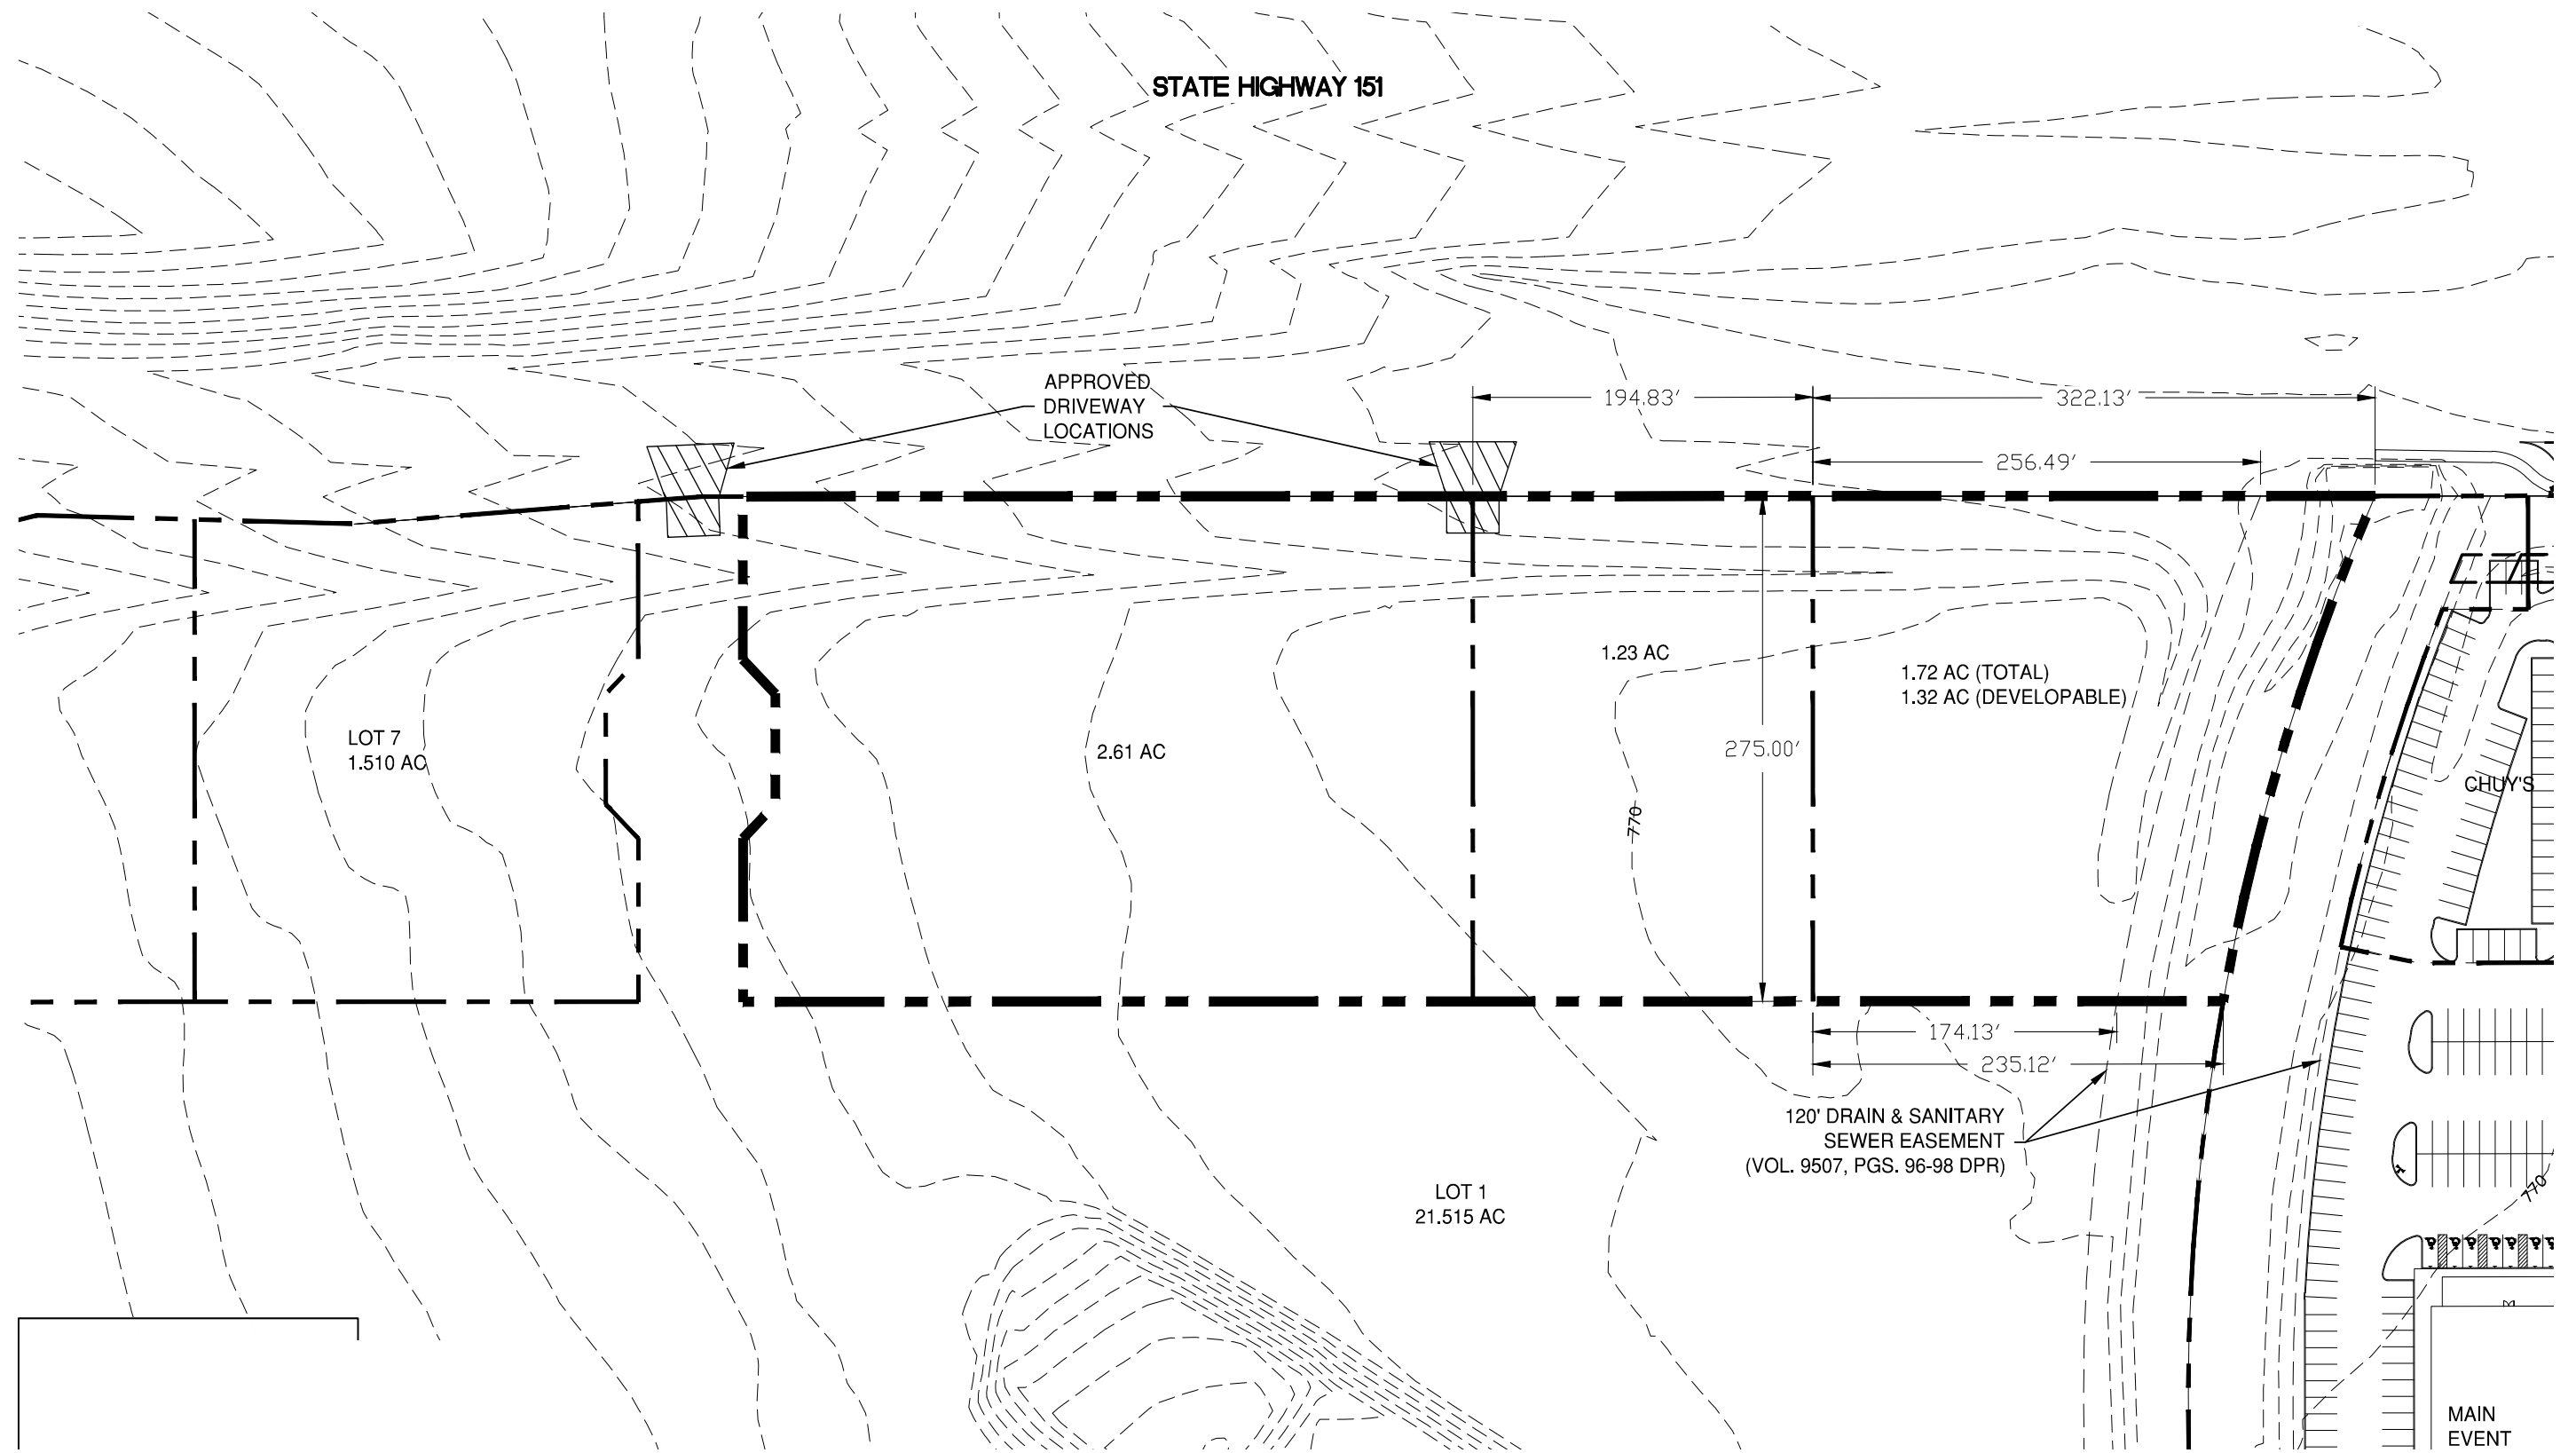 STATE HIGHWAY 151
APPROVED
DRIVEWAY
LOCATIONS
194.83'
322.13'
256.49'
1.23 AC
1.72 AC (TOTAL)
1.32 AC (DEVELOPABLE)
LOT 7
1.510 AC
2.61 AC
275.00'
770
CHUY'S
174.13'
235.12'
120' DRAIN & SANITARY
SEWER EASEMENT
(VOL. 9507, PGS. 96-98 DPR)
770
LOT 1
21.515 AC
MAIN
EVENT